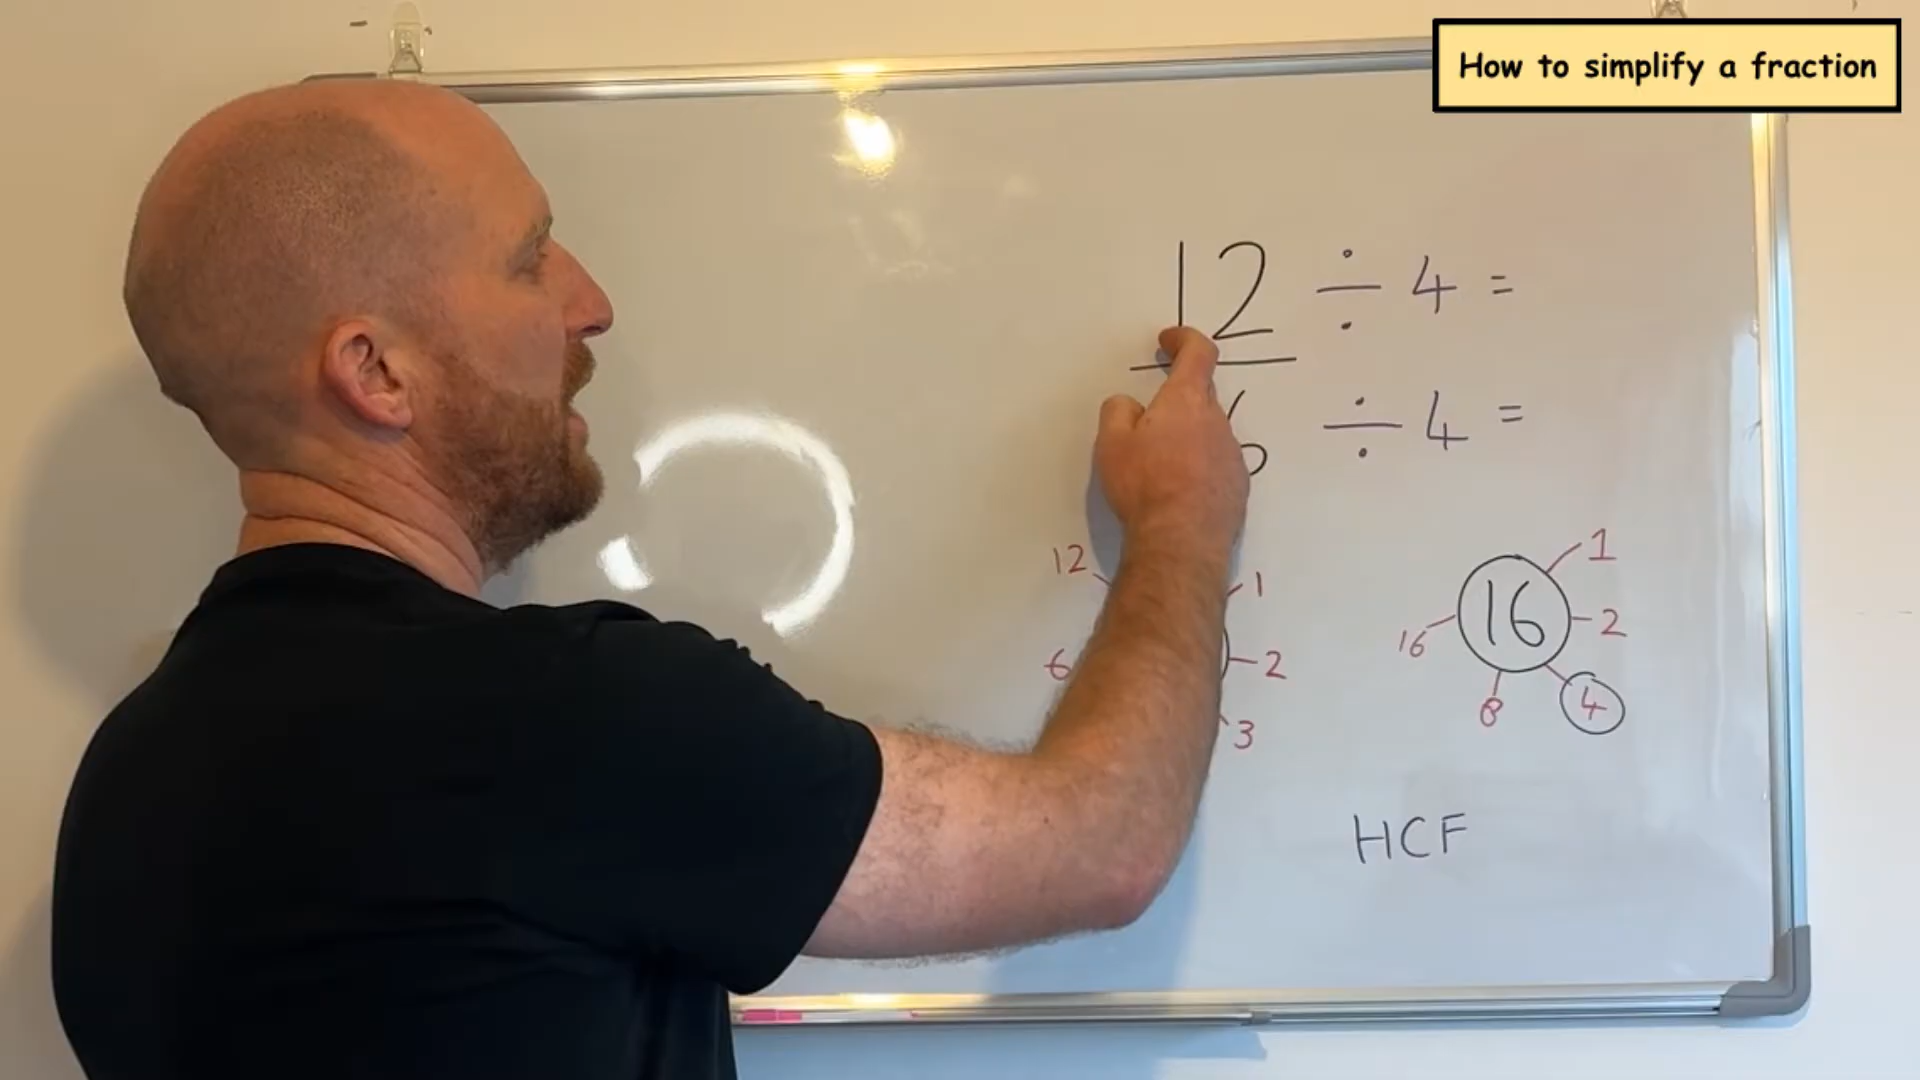 How to simplify a fraction
12 ÷ 4 =
6 ÷ 4 =
12
1
6
2
3
16
1
2
4
8
16
HCF